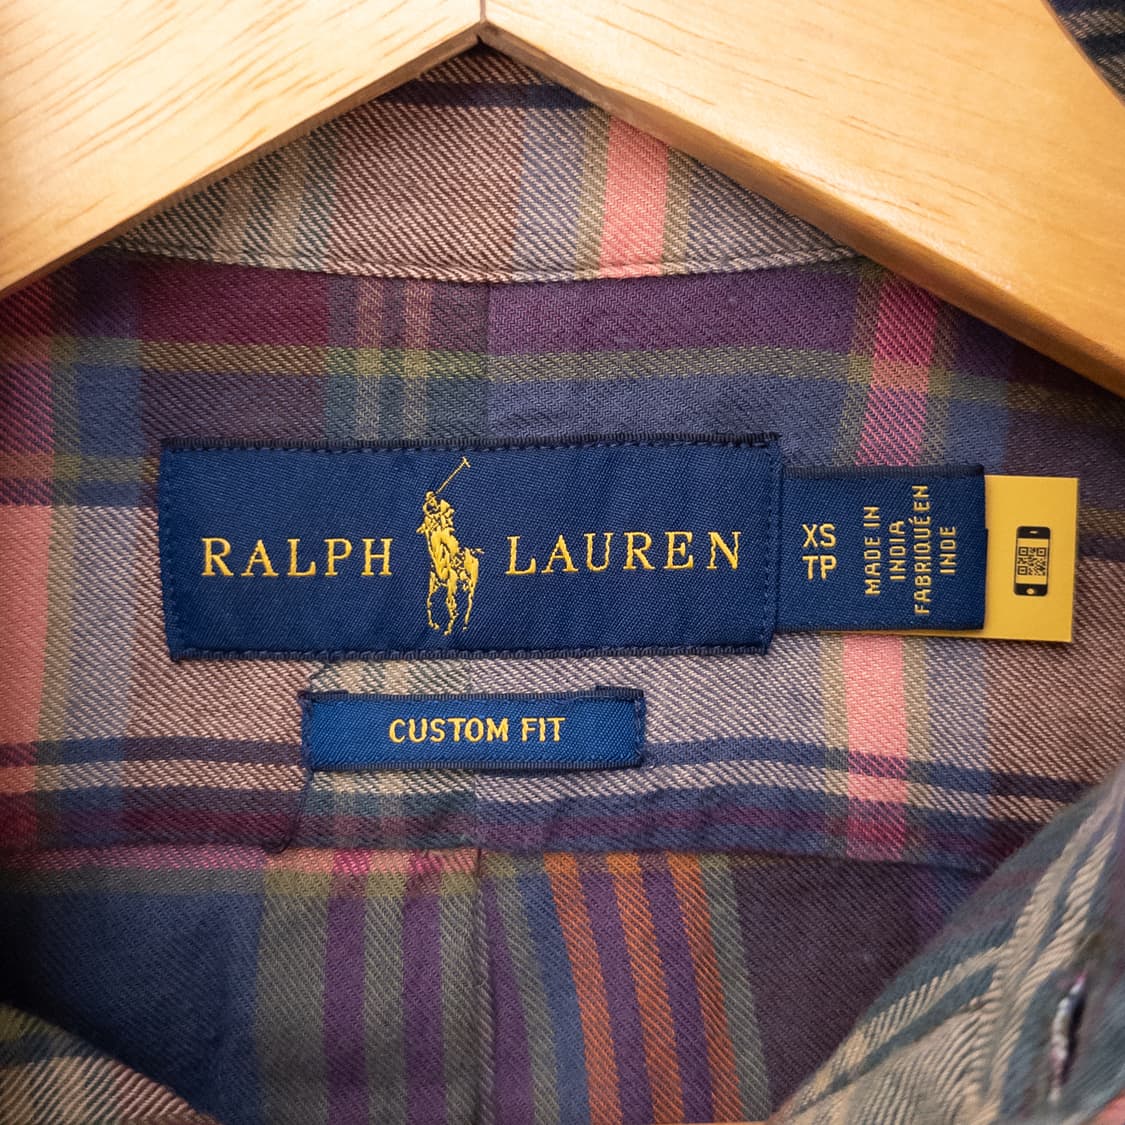 RALPH LAUREN
XS
TP
MADE IN
INDIA
FABRIQUÉ EN
INDE
CUSTOM FIT